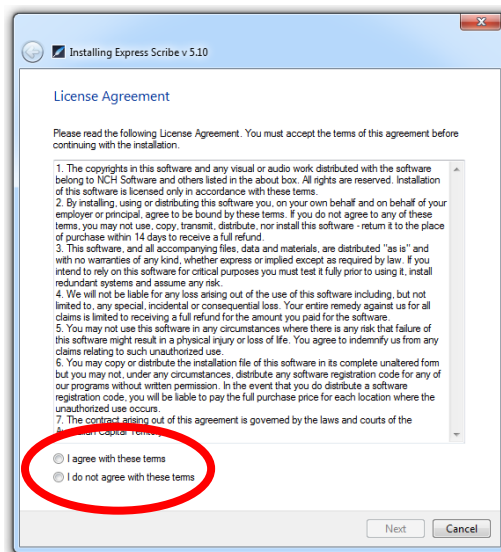 Installing Express Scribe v 5.10
License Agreement
Please read the following License Agreement. You must accept the terms of this agreement before
continuing with the installation.
1. The copyrights in this software and any visual or audio work distributed with the software
belong to NCH Software and others listed in the about box. All rights are reserved. Installation
of this software is licensed only in accordance with these terms.
2. By installing, using or distributing this software you, on your own behalf and on behalf of your
employer or principal, agree to be bound by these terms. If you do not agree to any of these
terms, you may not use, copy, transmit, distribute, nor install this software - return it to the place
of purchase within 14 days to receive a full refund.
3. This software, and all accompanying files, data and materials, are distributed "as is" and
with no warranties of any kind, whether express or implied except as required by law. If you
intend to rely on this software for critical purposes you must test it fully prior to using it, install
redundant systems and assume any risk.
4. We will not be liable for any loss arising out of the use of this software including, but not
limited to, any special, incidental or consequential loss. Your entire remedy against us for all
claims is limited to receiving a full refund for the amount you paid for the software.
5. You may not use this software in any circumstances where there is any risk that failure of
this software might result in a physical injury or loss of life. You agree to indemnify us from any
claims relating to such unauthorized use.
6. You may copy or distribute the installation file of this software in its complete unaltered form
but you may not, under any circumstances, distribute any software registration code for any of
our programs without written permission. In the event that you do distribute a software
registration code, you will be liable to pay the full purchase price for each location where the
unauthorized use occurs.
7. The contract arising out of this agreement is governed by the laws and courts of the
Australian Capital Territory
I agree with these terms
I do not agree with these terms
Next
Cancel